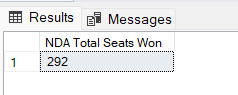 Results Messages
NDA Total Seats Won
1 292